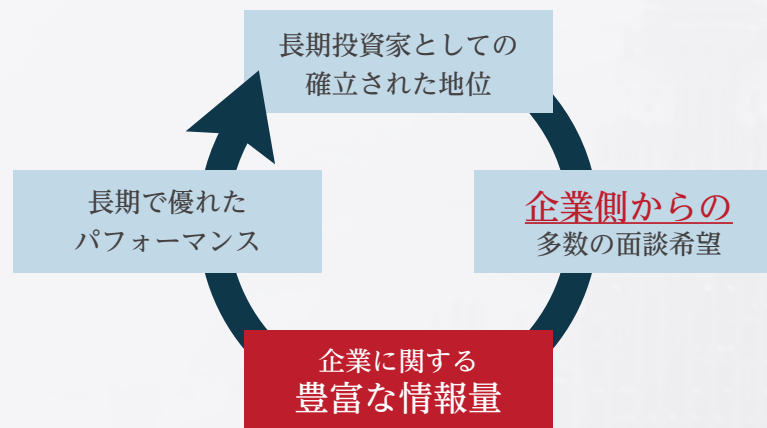 長期投資家としての
確立された地位
企業側からの
多数の面談希望
企業に関する
豊富な情報量
長期で優れた
パフォーマンス